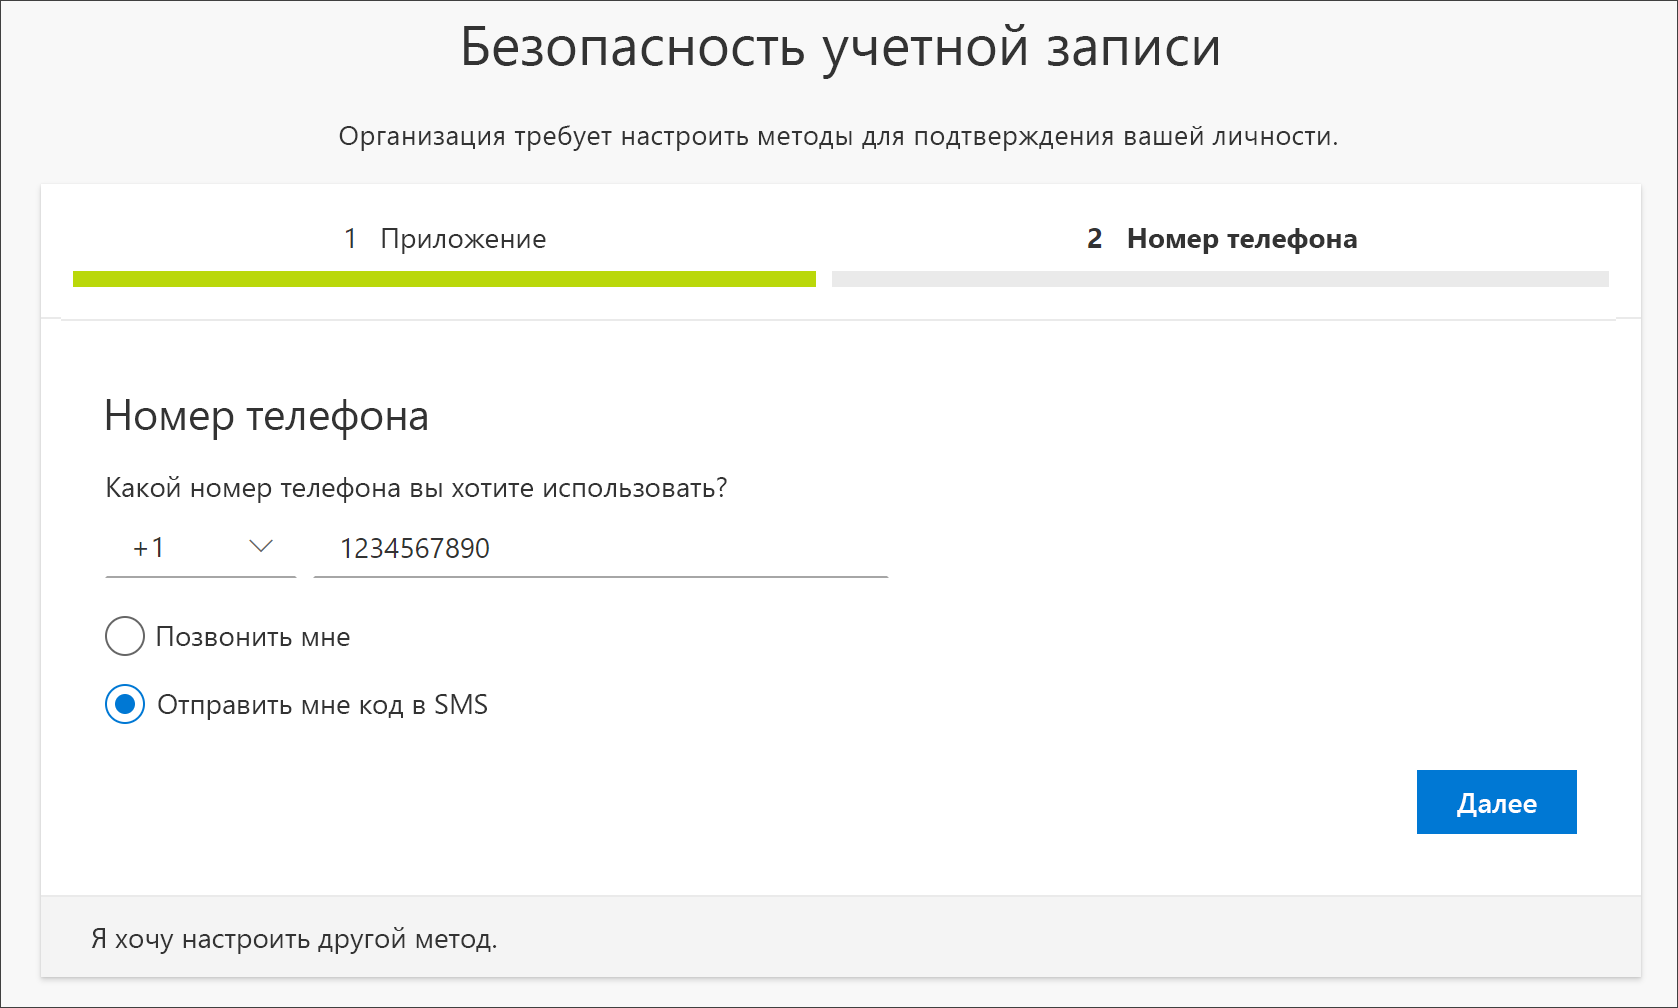 Безопасность учетной записи
Организация требует настроить методы для подтверждения вашей личности.
1 Приложение
2 Номер телефона
Номер телефона
Какой номер телефона вы хотите использовать?
+1 1234567890
Позвонить мне
Отправить мне код в SMS
Далее
Я хочу настроить другой метод.